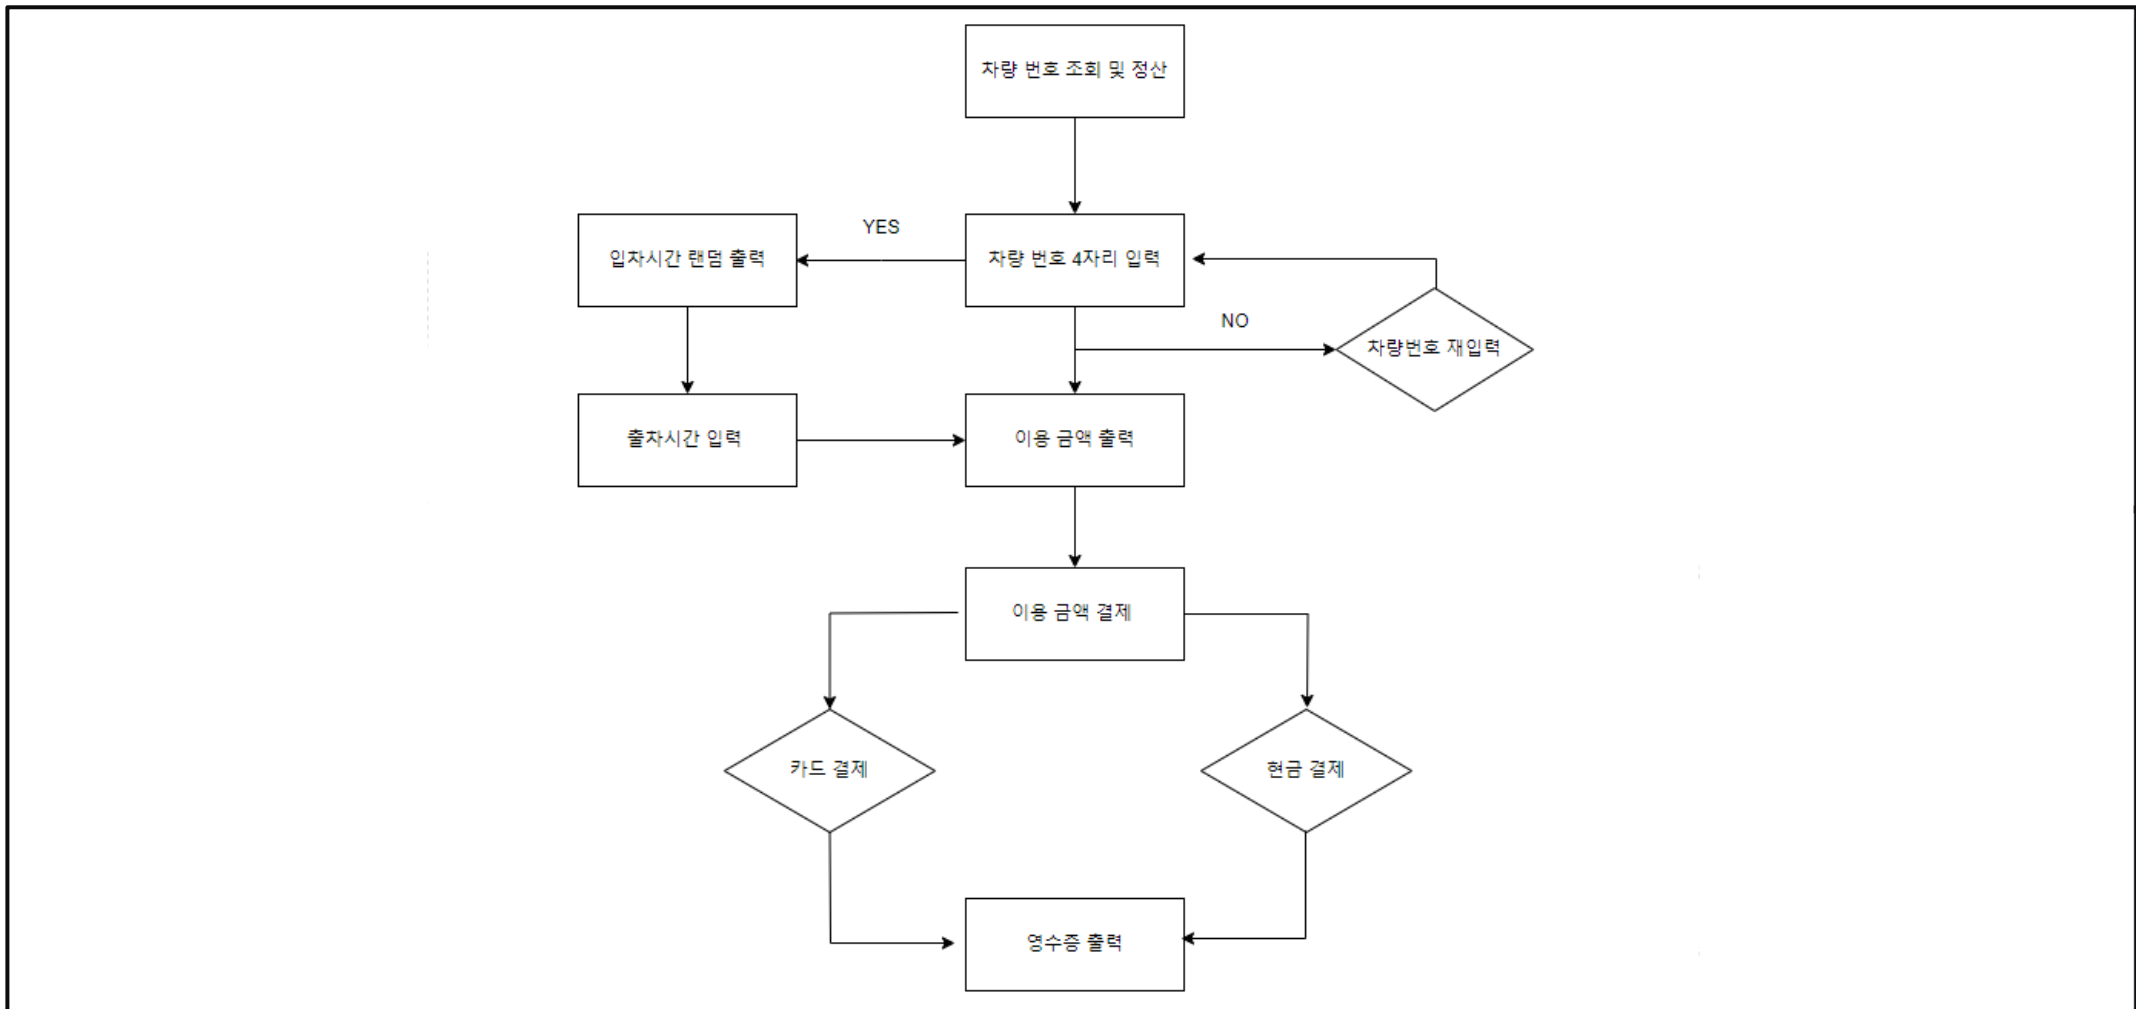 차량 번호 조회 및 정산
YES
입차시간 랜덤 출력
차량 번호 4자리 입력
NO
차량번호 재입력
출차시간 입력
이용 금액 출력
이용 금액 결제
카드 결제
현금 결제
영수증 출력